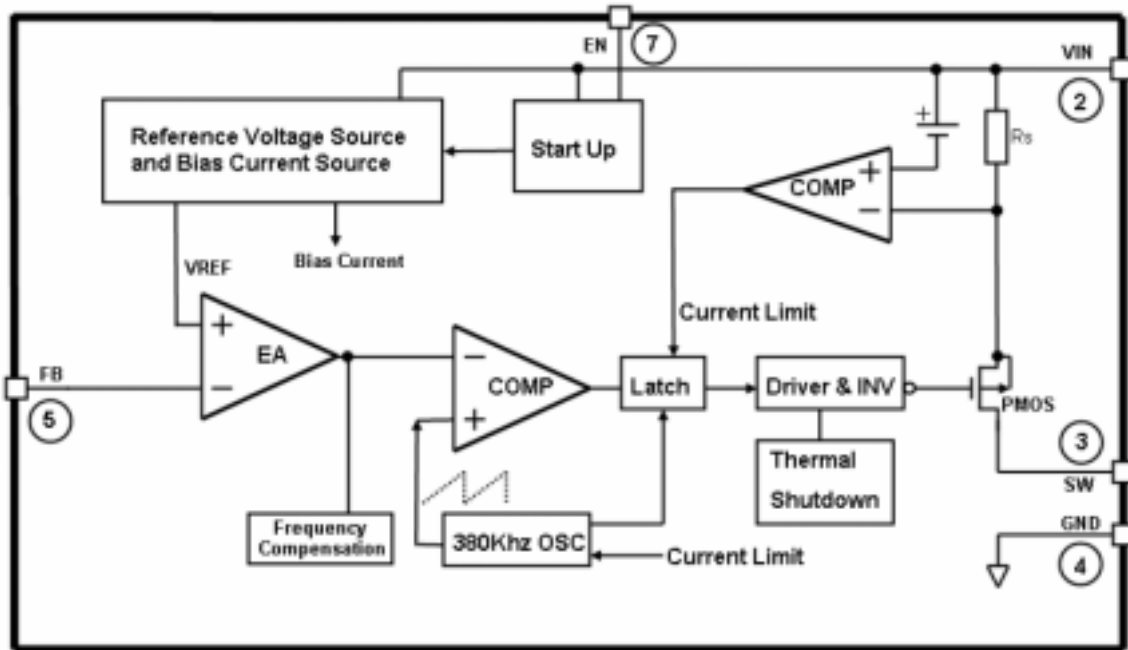 EN
7
VIN
2
Reference Voltage Source
and Bias Current Source
Start Up
+
Rs
COMP
+
−
Bias Current
VREF
Current Limit
+
EA
−
FB
5
−
COMP
+
Latch
Driver & INV
PMOS
3
SW
Thermal
Shutdown
Frequency
Compensation
380Khz OSC
Current Limit
GND
4